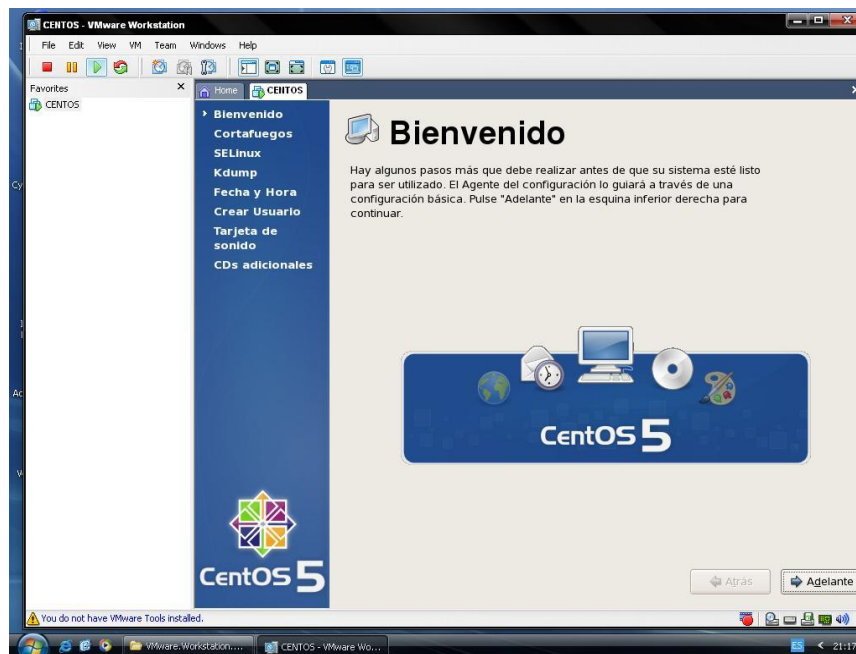 CENTOS - VMware Workstation
File Edit View VM Team Windows Help
Favorites
CENTOS
Home CENTOS
Bienvenido
Cortafuegos
SELinux
Kdump
Fecha y Hora
Crear Usuario
Tarjeta de
sonido
CDs adicionales
CentOS 5
Bienvenido
Hay algunos pasos más que debe realizar antes de que su sistema esté listo
para ser utilizado. El Agente del configuración lo guiará a través de una
configuración básica. Pulse "Adelante" en la esquina inferior derecha para
continuar.
CentOS 5
Atrás Adelante
You do not have VMware Tools installed.
VMware.Workstation.... CENTOS - VMware Wo... ES 21:17